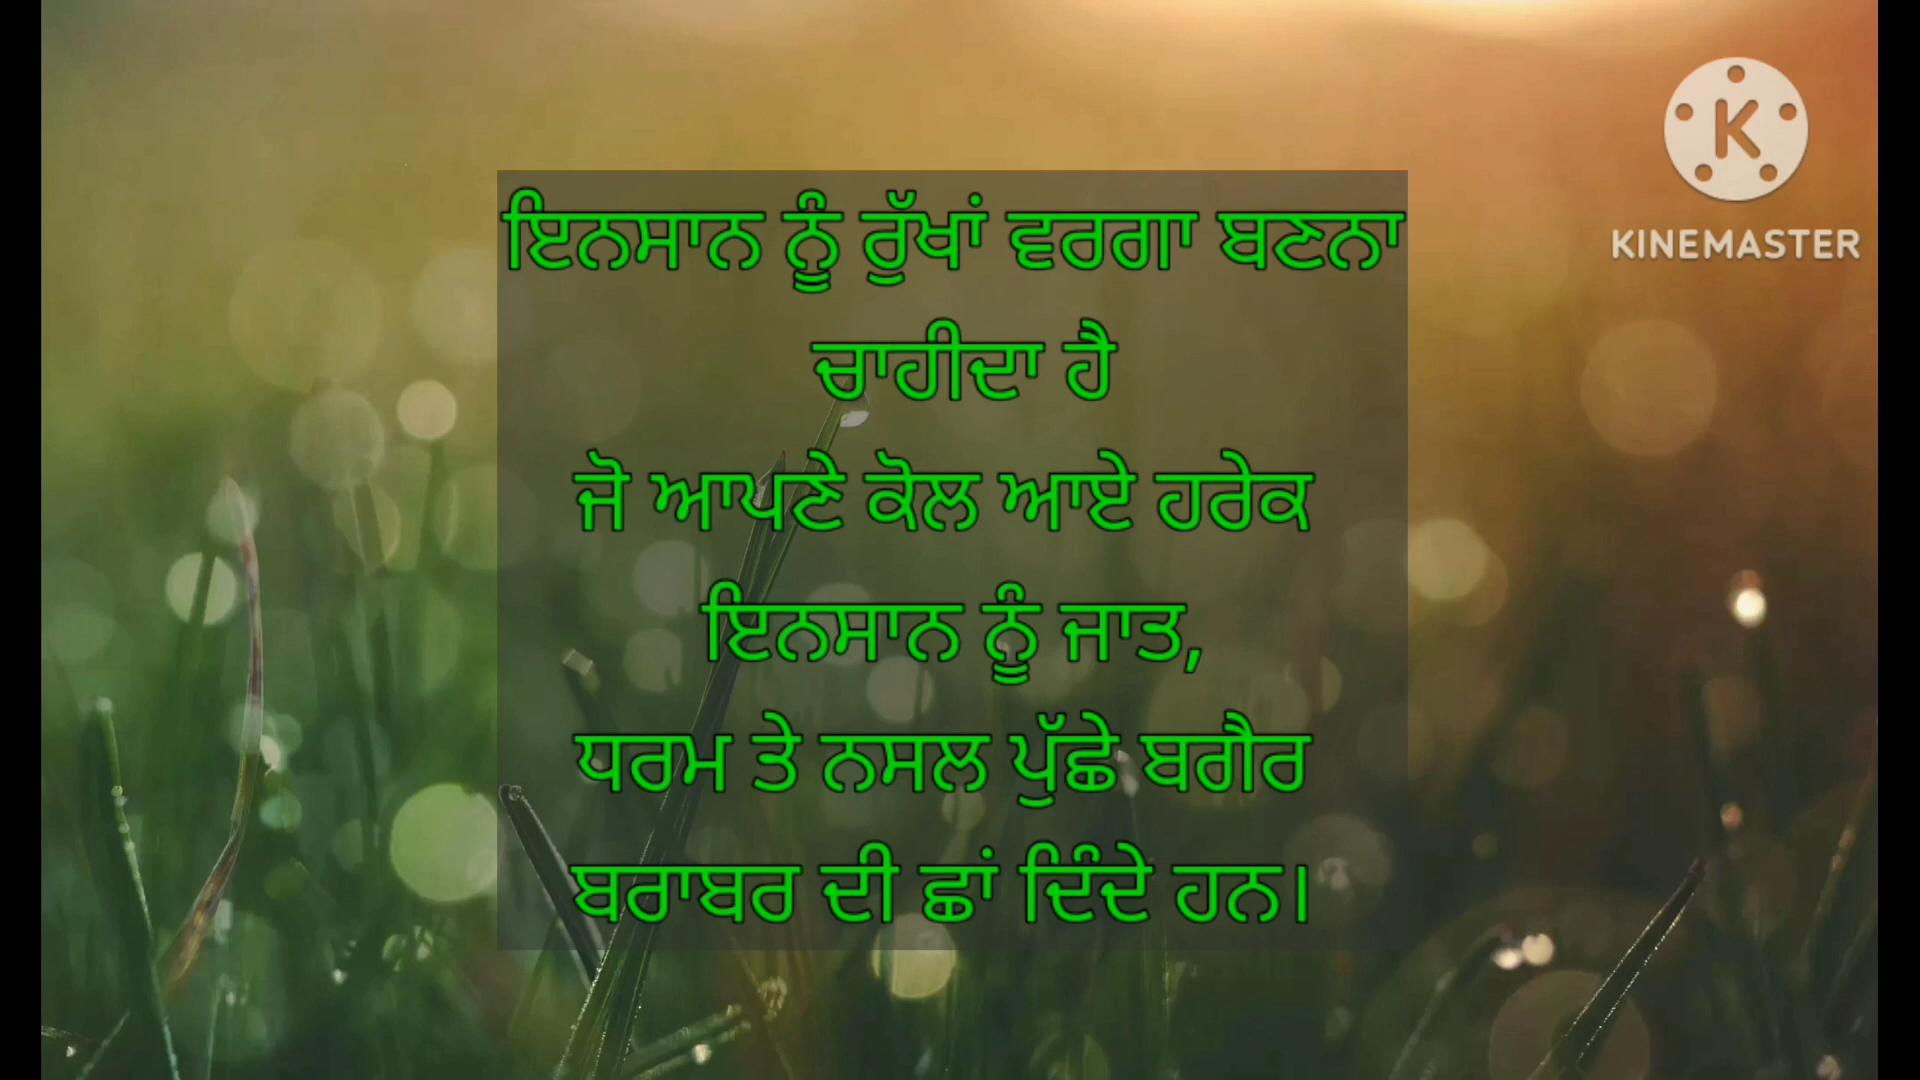 ਇਨਸਾਨ ਨੂੰ ਰੁੱਖਾਂ ਵਰਗਾ ਬਣਨਾ
ਚਾਹੀਦਾ ਹੈ
ਜੋ ਆਪਣੇ ਕੋਲ ਆਏ ਹਰੇਕ
ਇਨਸਾਨ ਨੂੰ ਜਾਤ,
ਧਰਮ ਤੇ ਨਸਲ ਪੁੱਛੇ ਬਗੈਰ
ਬਰਾਬਰ ਦੀ ਛਾਂ ਦਿੰਦੇ ਹਨ।
K
KINEMASTER